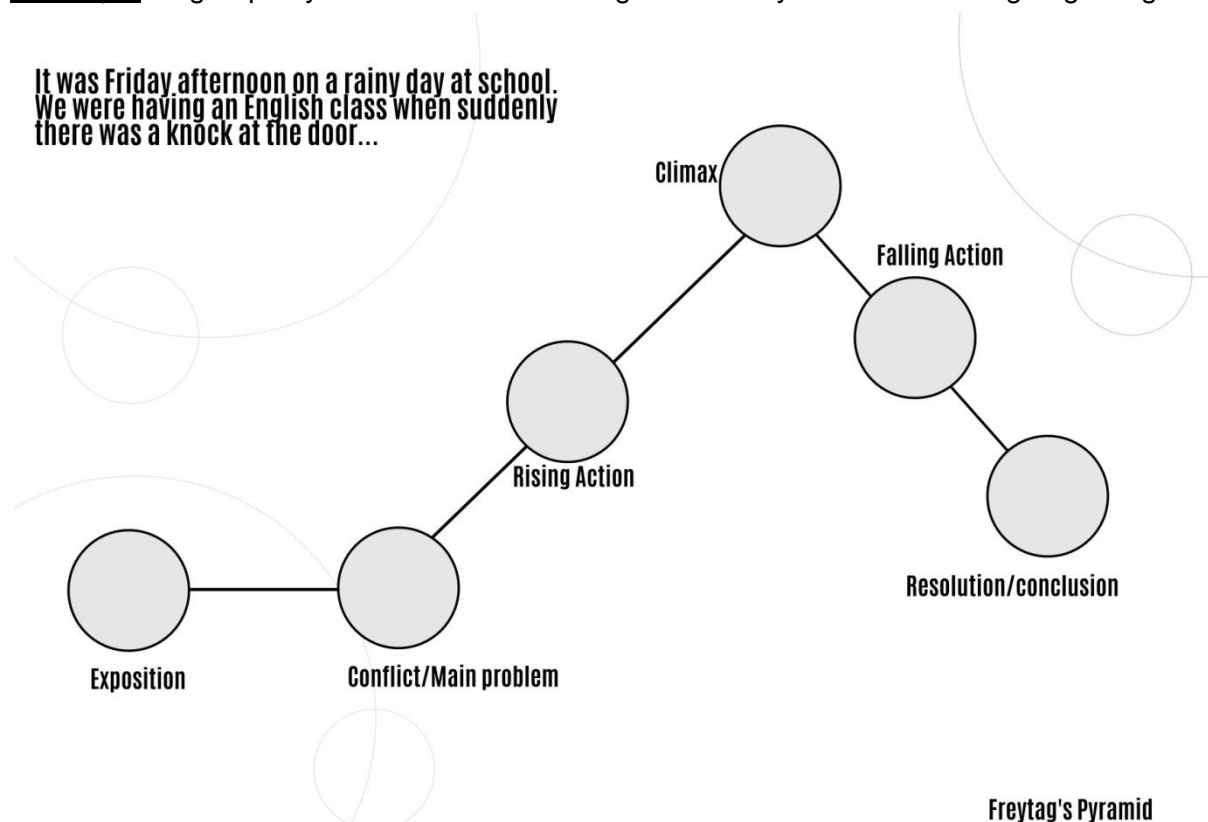 It was Friday afternoon on a rainy day at school.
We were having an English class when suddenly
there was a knock at the door...
Climax
Falling Action
Rising Action
Resolution/conclusion
Exposition
Conflict/Main problem
Freytag's Pyramid